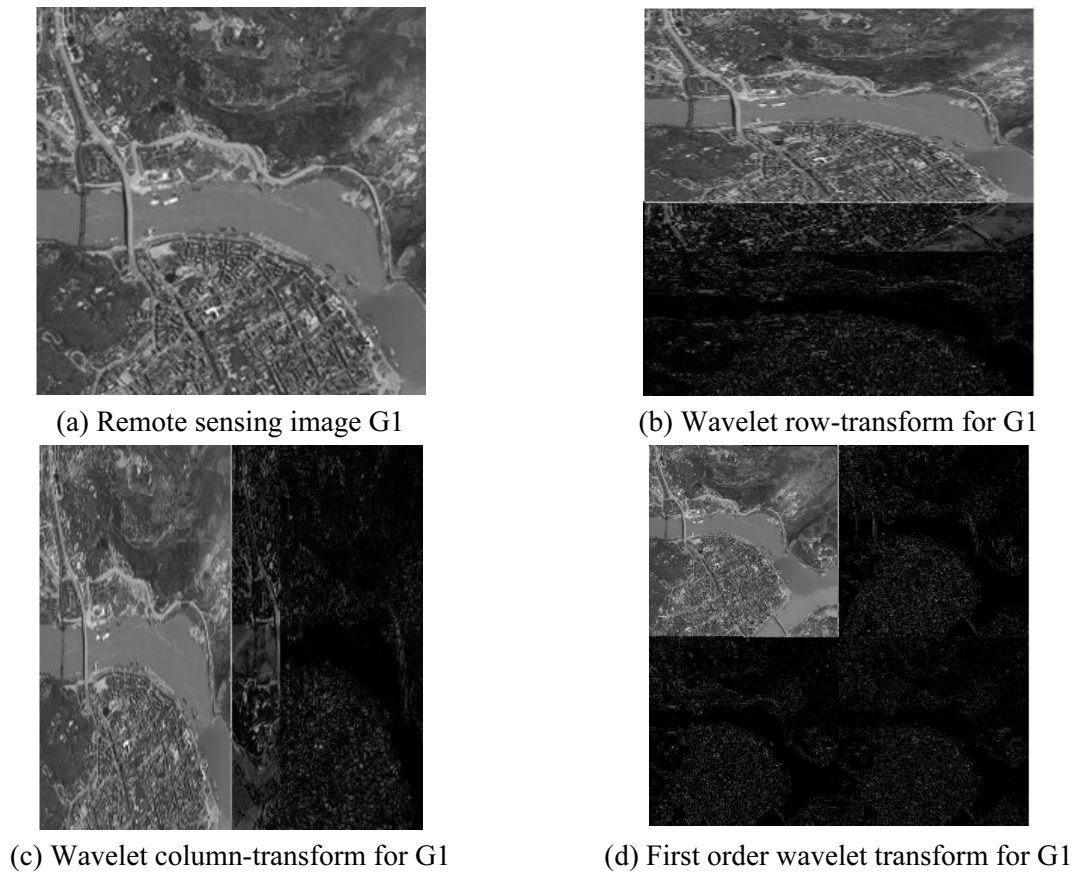 (a) Remote sensing image G1
(b) Wavelet row-transform for G1
(c) Wavelet column-transform for G1
(d) First order wavelet transform for G1